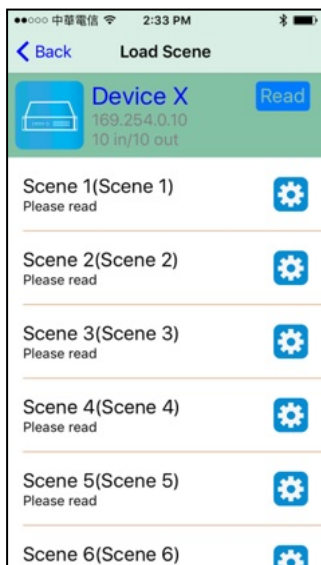 中華電信 2:33 PM
Back Load Scene
Device X Read
169.254.0.10
10 in/10 out
Scene 1(Scene 1)
Please read
Scene 2(Scene 2)
Please read
Scene 3(Scene 3)
Please read
Scene 4(Scene 4)
Please read
Scene 5(Scene 5)
Please read
Scene 6(Scene 6)